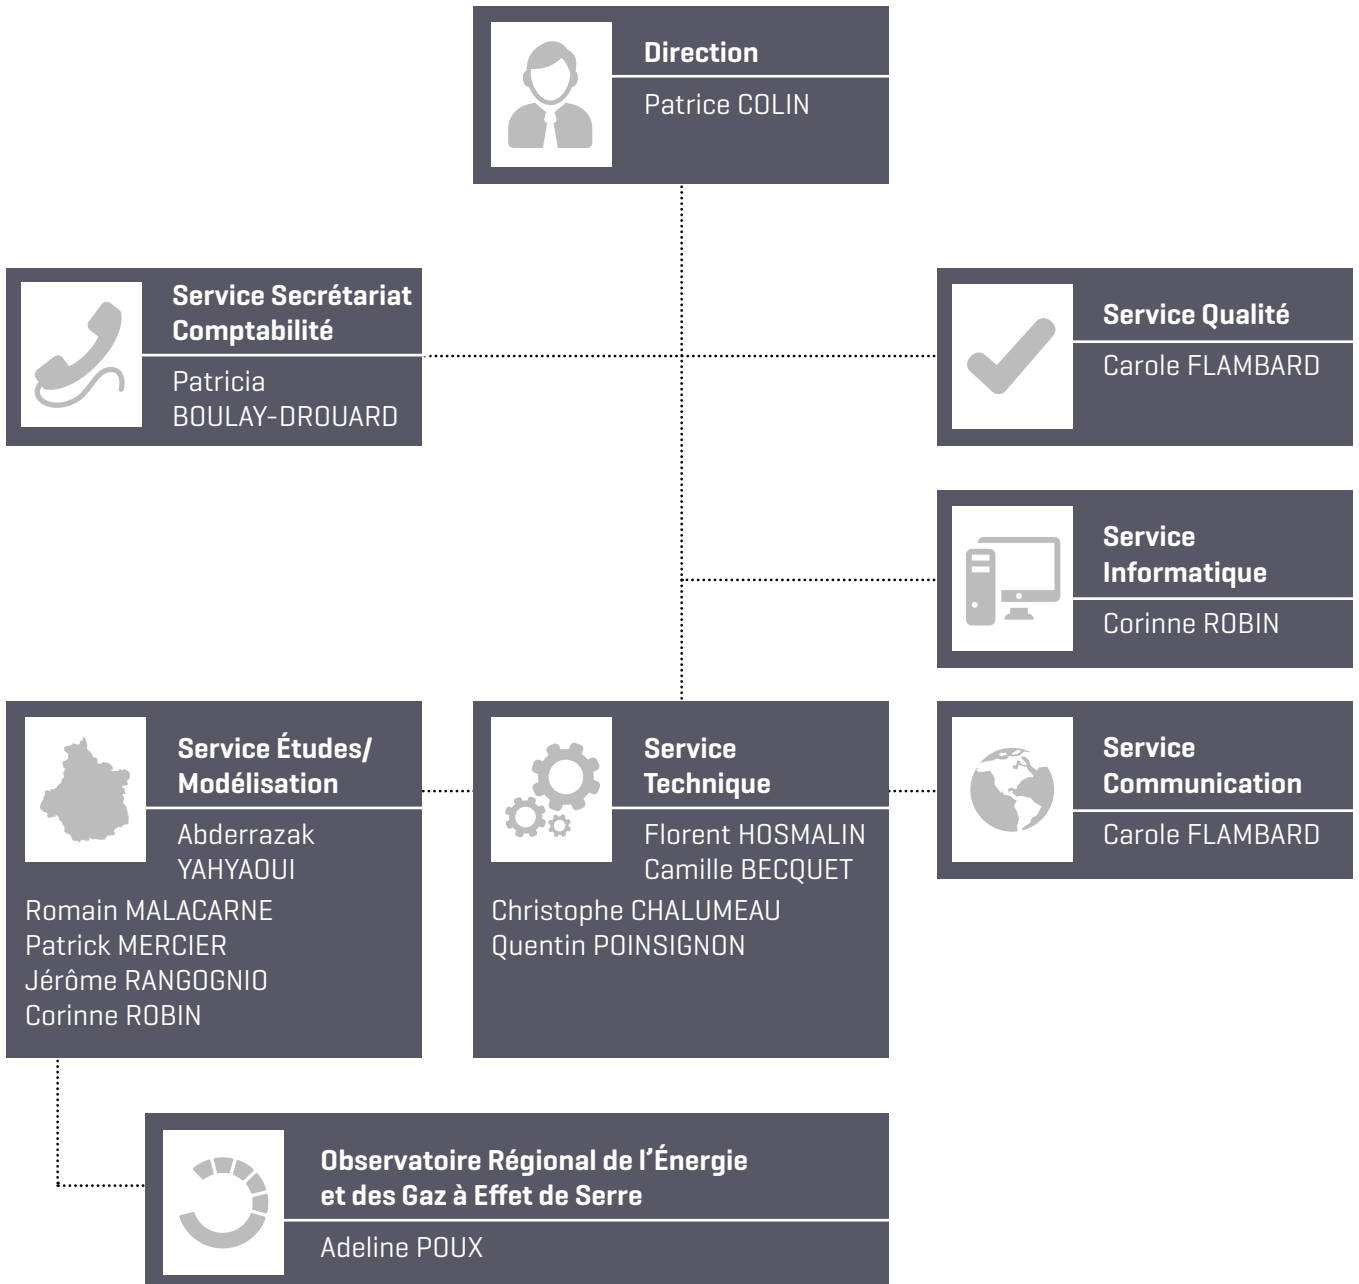 Direction
Patrice COLIN
Service Secrétariat
Comptabilité
Patricia
BOULAY-DROUARD
Service Qualité
Carole FLAMBARD
Service
Informatique
Corinne ROBIN
Service Études/
Modélisation
Abderrazak
YAHYAOUI
Romain MALACARNE
Patrick MERCIER
Jérôme RANGOGNIO
Corinne ROBIN
Service
Technique
Florent HOSMALIN
Camille BECQUET
Christophe CHALUMEAU
Quentin POINSIGNON
Service
Communication
Carole FLAMBARD
Observatoire Régional de l’Énergie
et des Gaz à Effet de Serre
Adeline POUX